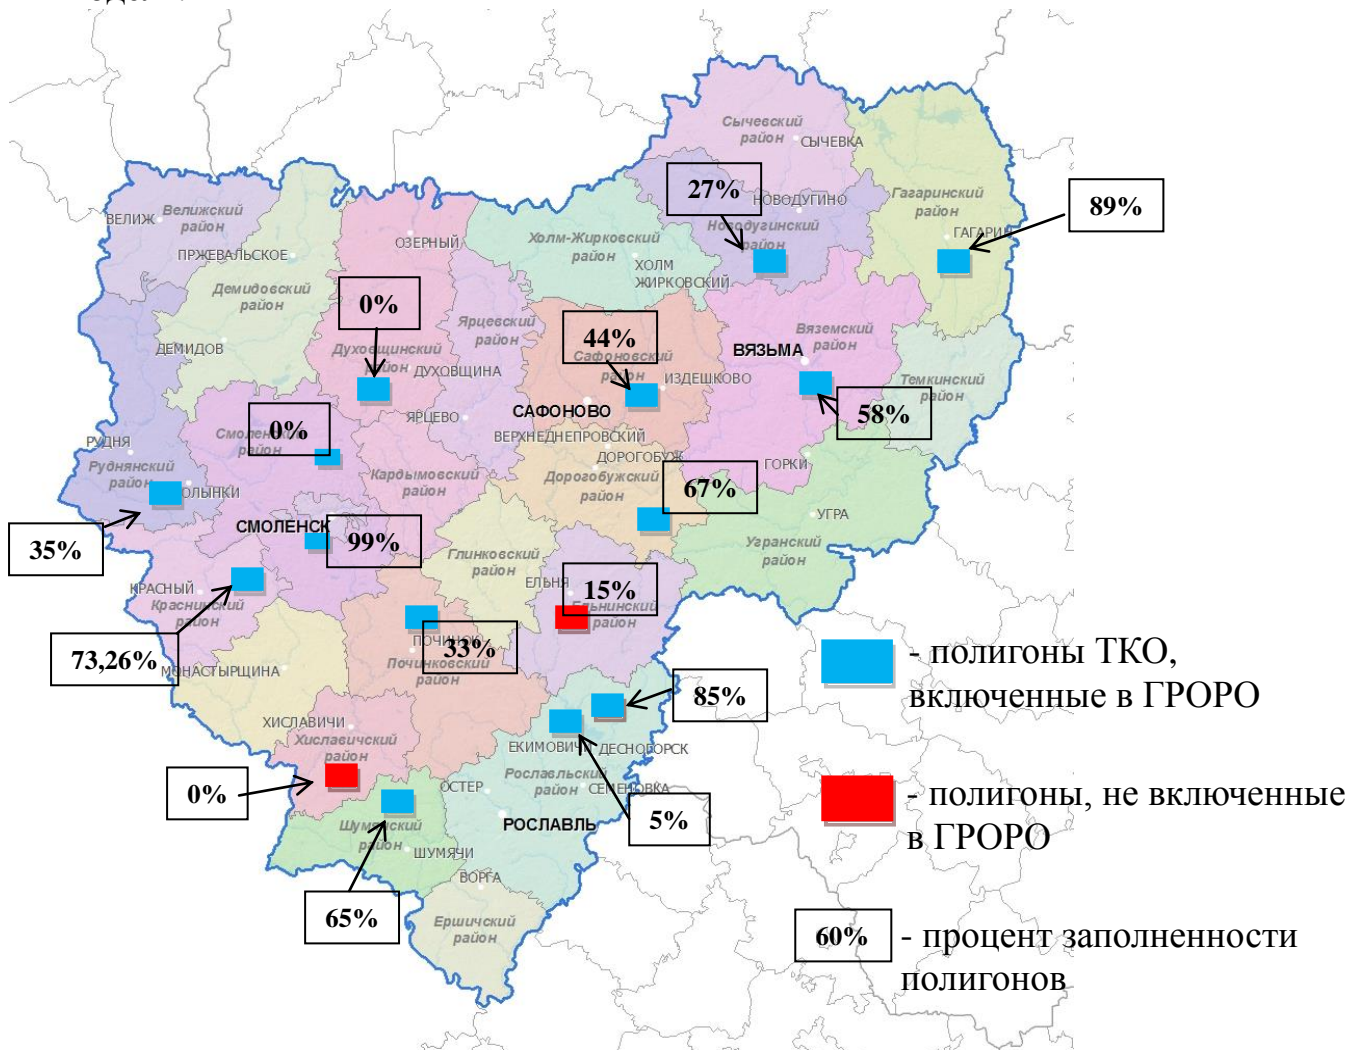 Сычевский
район
СЫЧЕВКА
27%
НОВОДУГИНО
Новодугинский
район
Гагаринский
район
ГАГАРИН
89%
ВЕЛИЖ
Велижский
район
ПРЖЕВАЛЬСКОЕ
Демидовский
район
ДЕМИДОВ
ОЗЕРНЫЙ
0%
Духовщинский
район
ДУХОВЩИНА
Холм-Жирковский
район
ХОЛМ
ЖИРКОВСКИЙ
Ярцевский
район
ЯРЦЕВО
44%
Сафоновский
район
ИЗДЕШКОВО
САФОНОВО
ВЕРХНЕДНЕПРОВСКИЙ
Вяземский
район
ВЯЗЬМА
58%
Темкинский
район
0%
Смоленский
район
РУДНЯ
Руднянский
район
35%
Кардымовский
район
ДОРОГОБУЖ
Дорогобужский
район
67%
ГОРКИ
УГРА
Угранский
район
СМОЛЕНСК
99%
Глинковский
район
КРАСНЫЙ
Краснинский
район
73,26%
МОНАСТЫРЩИНА
ЕЛЬНЯ
15%
Ельнинский
район
ПОЧИНОК
33%
Починковский
район
ХИСЛАВИЧИ
Хиславичский
район
0%
85%
ЕКИМОВИЧИ
ДЕСНОГОРСК
Рославльский
район
СЕМЕНОВКА
ОСТЕР
РОСЛАВЛЬ
5%
Шумячский
район
ШУМЯЧИ
65%
ВОРГА
Ершичский
район
- полигоны ТКО,
включенные в ГРОРО
- полигоны, не включенные
в ГРОРО
60%
- процент заполненности
полигонов